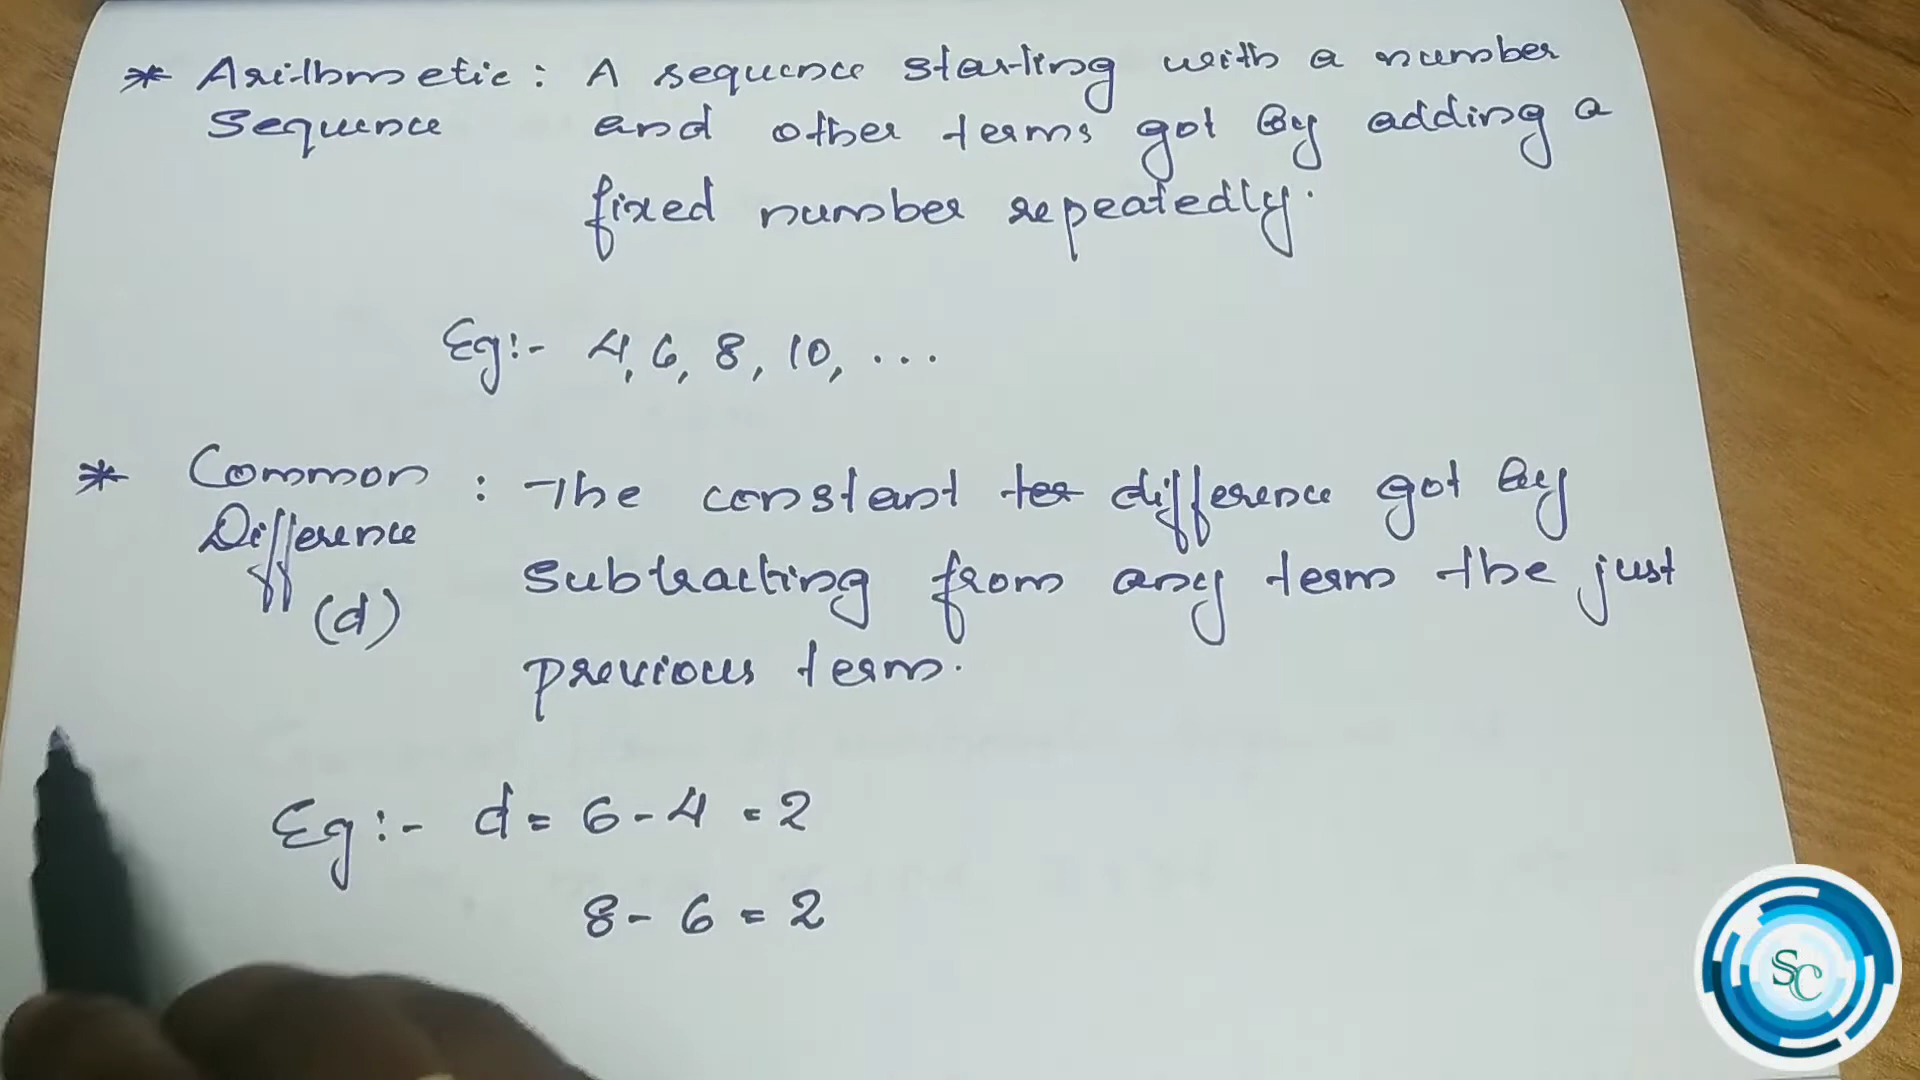 * Arithmetic : A sequence starting with a number
Sequence and other terms got by adding a
fixed number repeatedly.
Eg:- 4, 6, 8, 10, ...
* Common : The constant ter difference got by
Difference
(d) subtracting from any term the just
previous term.
Eg:- d = 6 - 4 = 2
8 - 6 = 2
SC